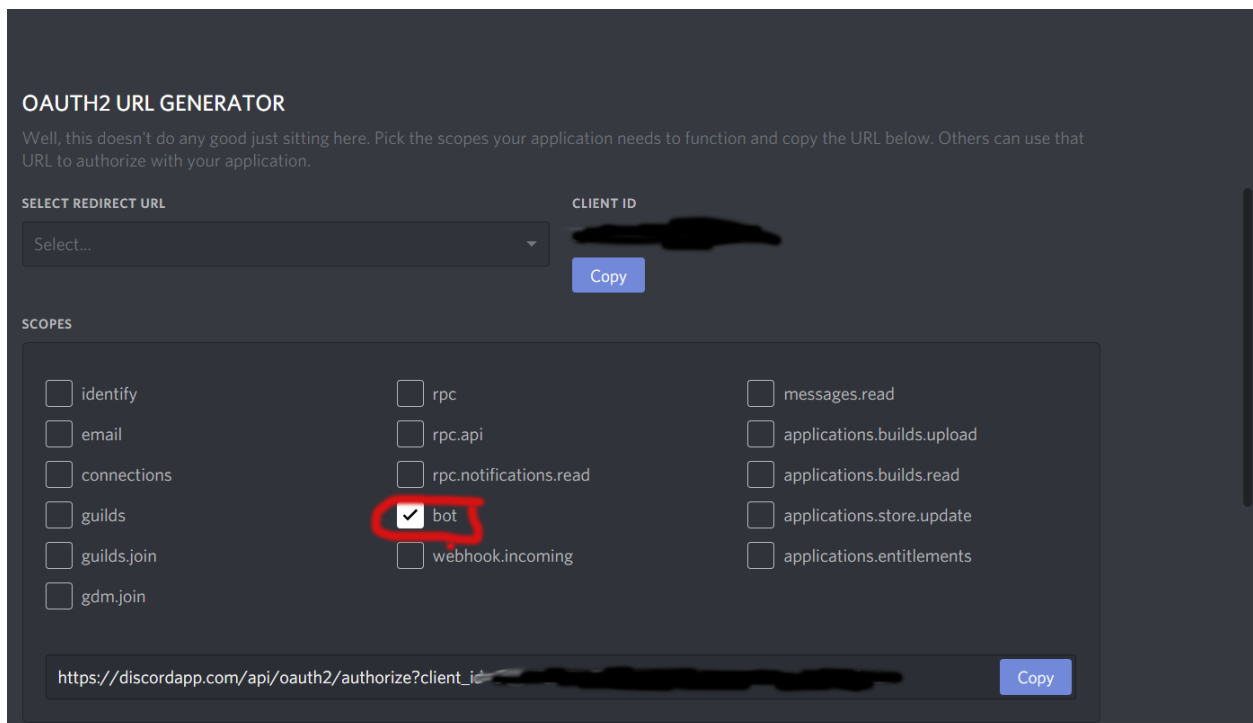 OAUTH2 URL GENERATOR
Well, this doesn't do any good just sitting here. Pick the scopes your application needs to function and copy the URL below. Others can use that
URL to authorize with your application.
SELECT REDIRECT URL
CLIENT ID
Select...
Copy
SCOPES
identify
rpc
messages.read
email
rpc.api
applications.builds.upload
connections
rpc.notifications.read
applications.builds.read
guilds
bot
applications.store.update
guilds.join
webhook.incoming
applications.entitlements
gdm.join
https://discordapp.com/api/oauth2/authorize?client_id
Copy